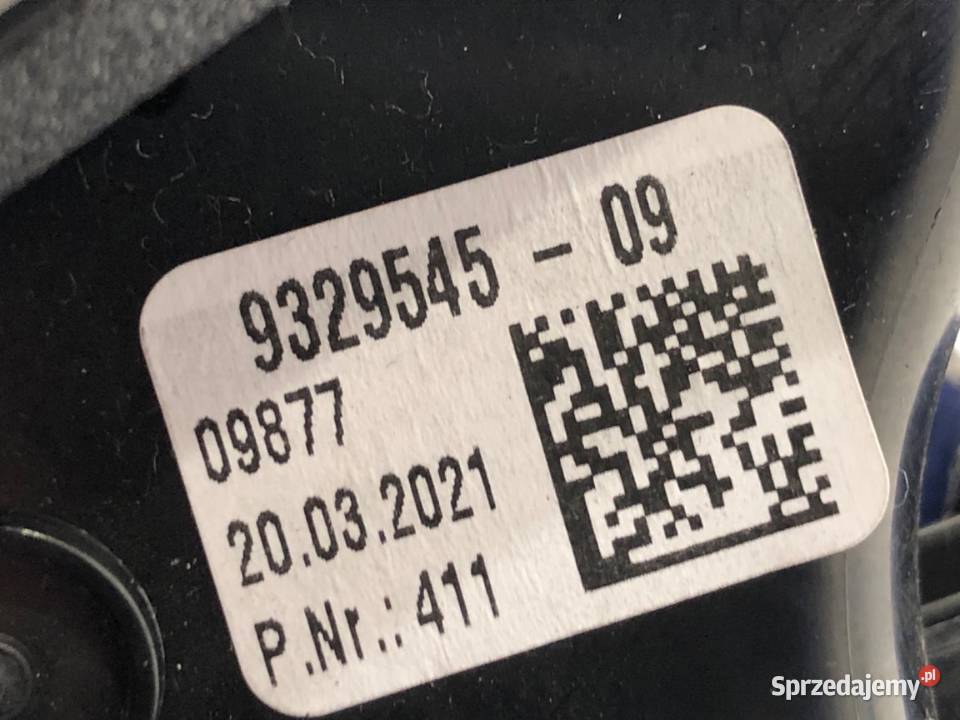 9329545 - 09
09877
20.03.2021
P.Nr.: 411
Sprzedajemy.pl